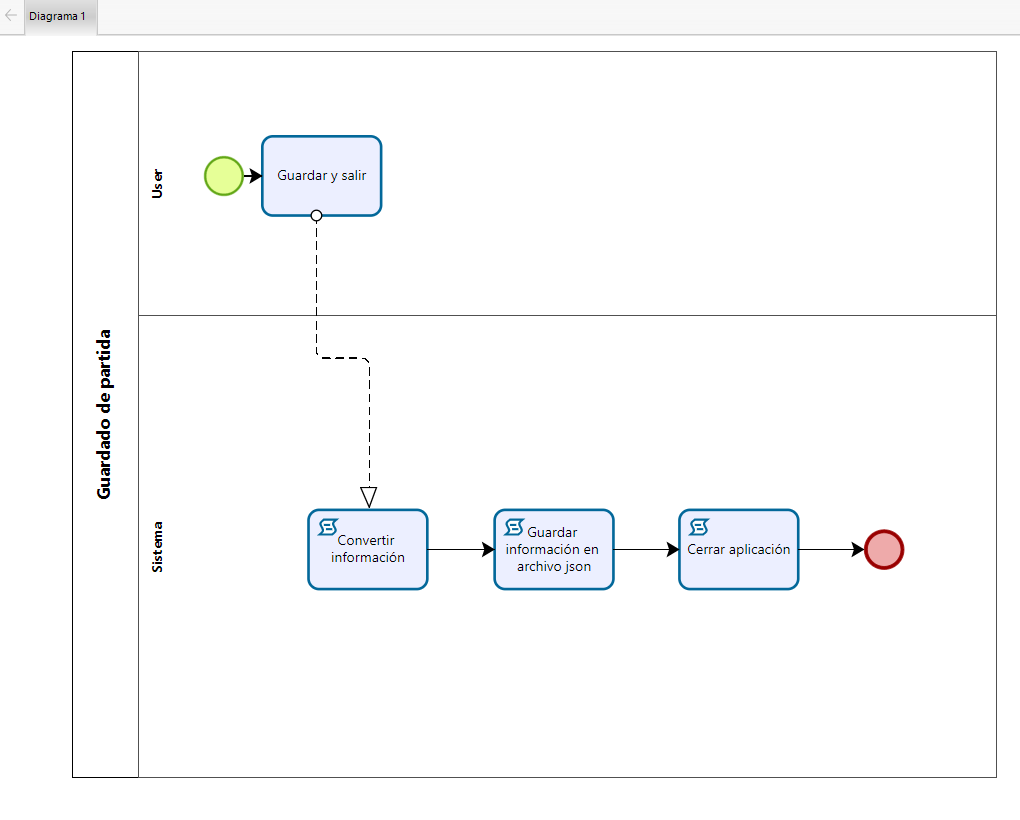 Diagrama 1
Guardado de partida
User
Guardar y salir
Sistema
Convertir
información
Guardar
información en
archivo json
Cerrar aplicación